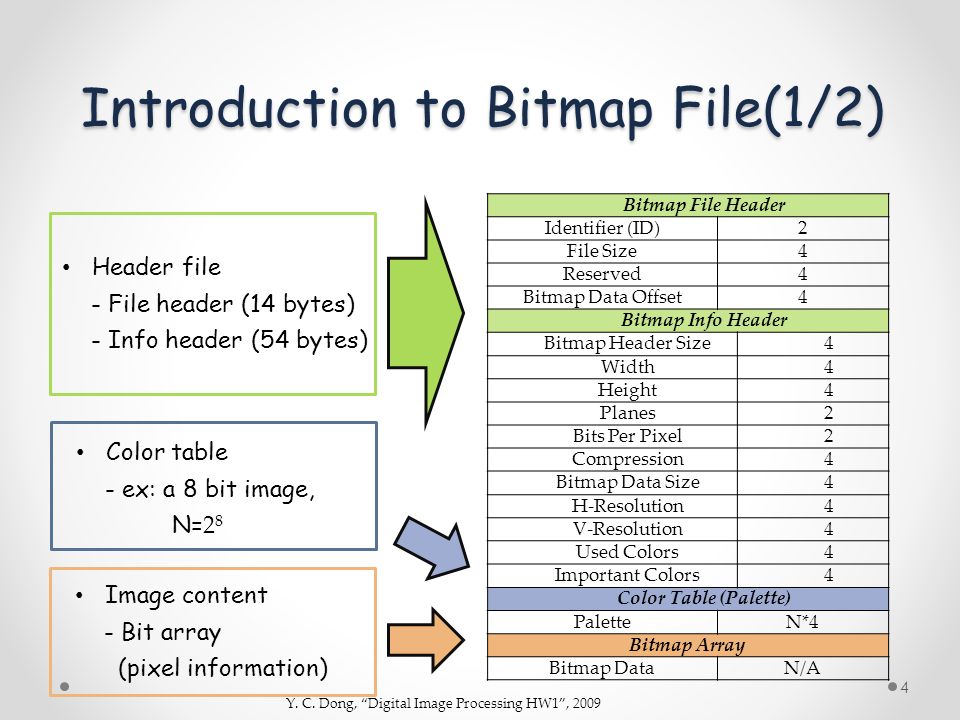 Introduction to Bitmap File(1/2)
• Header file
- File header (14 bytes)
- Info header (54 bytes)
• Color table
- ex: a 8 bit image,
N=2⁸
• Image content
- Bit array
(pixel information)
Bitmap File Header
Identifier (ID) 2
File Size 4
Reserved 4
Bitmap Data Offset 4
Bitmap Info Header
Bitmap Header Size 4
Width 4
Height 4
Planes 2
Bits Per Pixel 2
Compression 4
Bitmap Data Size 4
H-Resolution 4
V-Resolution 4
Used Colors 4
Important Colors 4
Color Table (Palette)
Palette N*4
Bitmap Array
Bitmap Data N/A
Y. C. Dong, “Digital Image Processing HW1”, 2009
4